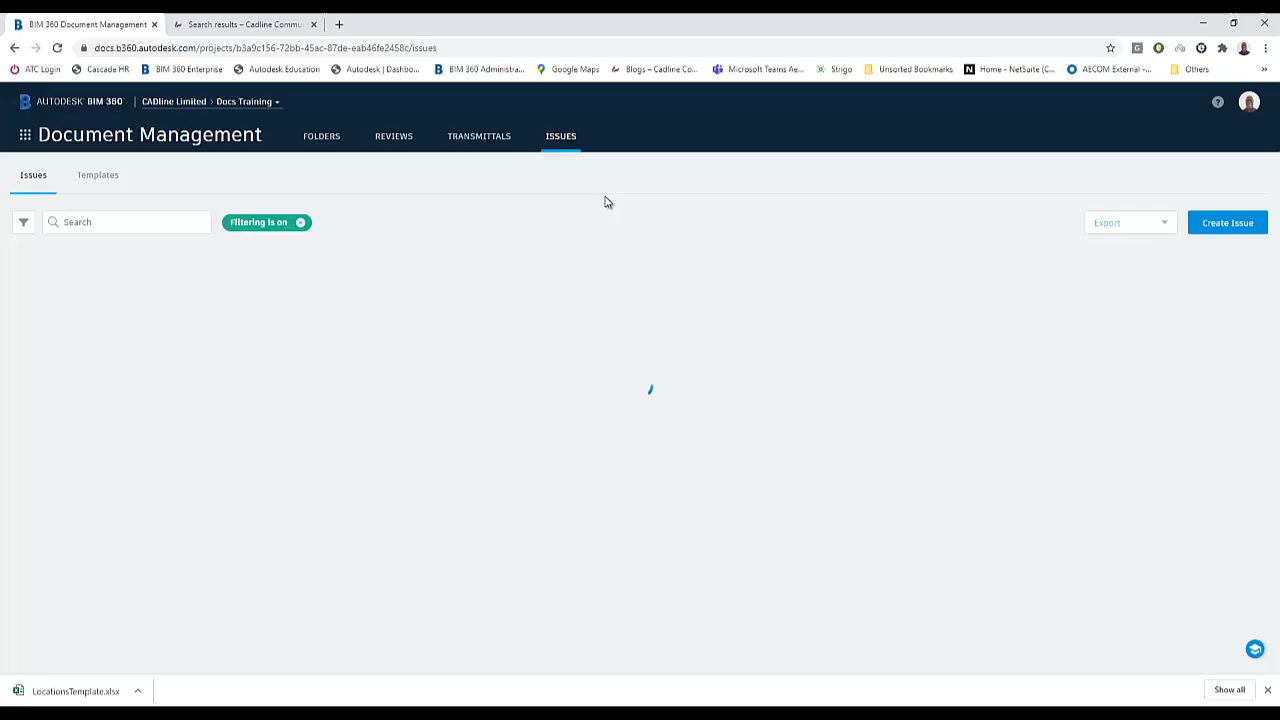 BIM 360 Document Management
Search results – Cadline Commu
docs.b360.autodesk.com/projects/b3a9c156-72bb-45ac-87de-eab46fe2458c/issues
ATC Login
Cascade HR
BIM 360 Enterprise
Autodesk Education
Autodesk | Dashbo...
BIM 360 Administra...
Google Maps
Blogs – Cadline Co...
Microsoft Teams Ae...
Strigo
Unsorted Bookmarks
Home - NetSuite (C...
AECOM External -...
Others
AUTODESK® BIM 360™
CADline Limited > Docs Training
Document Management
FOLDERS
REVIEWS
TRANSMITTALS
ISSUES
Issues
Templates
Search
Filtering is on
Export
Create Issue
LocationsTemplate.xlsx
Show all